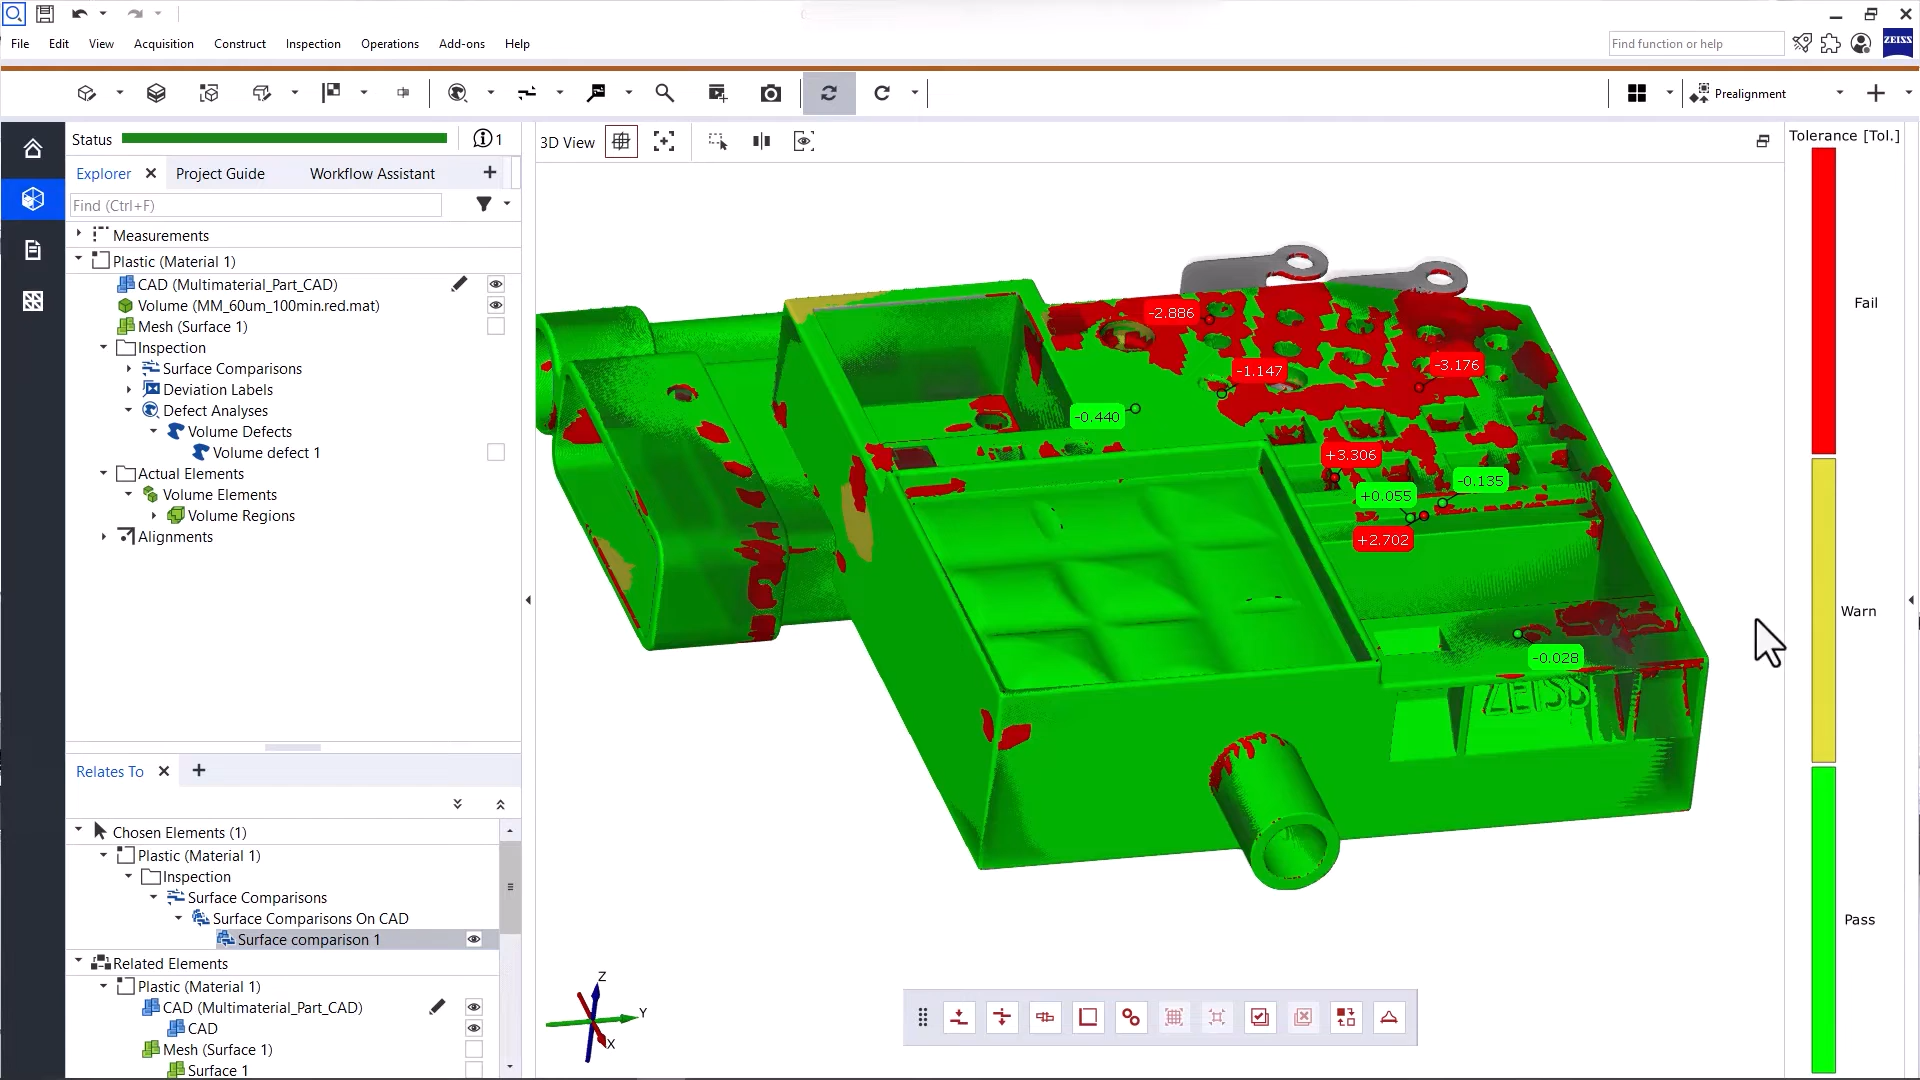 File Edit View Acquisition Construct Inspection Operations Add-ons Help
Find function or help
ZEISS
Prealignment
Status
1
3D View
Tolerance [Tol.]
Explorer
Project Guide
Workflow Assistant
Find (Ctrl+F)
Measurements
Plastic (Material 1)
CAD (Multimaterial_Part_CAD)
Volume (MM_60um_100min.red.mat)
Mesh (Surface 1)
Inspection
Surface Comparisons
Deviation Labels
Defect Analyses
Volume Defects
Volume defect 1
Actual Elements
Volume Elements
Volume Regions
Alignments
Relates To
Chosen Elements (1)
Plastic (Material 1)
Inspection
Surface Comparisons
Surface Comparisons On CAD
Surface comparison 1
Related Elements
Plastic (Material 1)
CAD (Multimaterial_Part_CAD)
CAD
Mesh (Surface 1)
Surface 1
-2.886
-1.147
-3.176
-0.440
+3.306
-0.135
+0.055
+2.702
-0.028
ZEISS
Z
Y
X
Fail
Warn
Pass